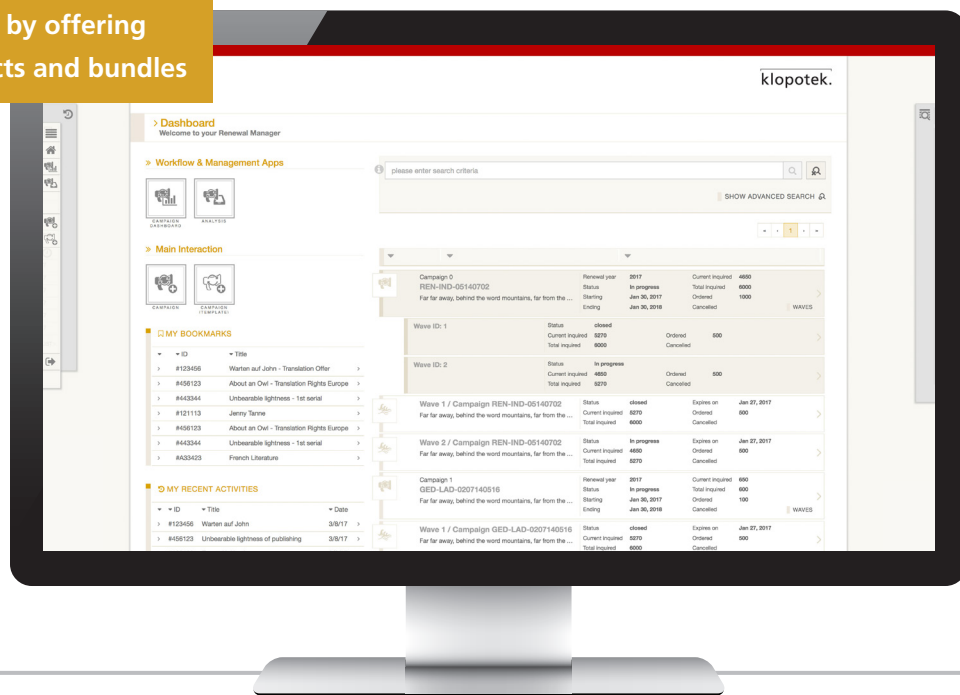 by offering
cts and bundles
klopotek.
> Dashboard
Welcome to your Renewal Manager
» Workflow & Management Apps
CAMPAIGN
DASHBOARD
ANALYSIS
» Main Interaction
CAMPAIGN
CAMPAIGN
(TEMPLATE)
MY BOOKMARKS
ID Title
#123456 Warten auf John - Translation Offer
#456123 About an Owl - Translation Rights Europe
#443344 Unbearable lightness - 1st serial
#121113 Jenny Tanne
#456123 About an Owl - Translation Rights Europe
#443344 Unbearable lightness - 1st serial
#A33423 French Literature
MY RECENT ACTIVITIES
ID Title Date
#123456 Warten auf John 3/8/17
#456123 Unbearable lightness of publishing 3/8/17
please enter search criteria
SHOW ADVANCED SEARCH
1
Campaign 0 Renewal year 2017 Current inquired 4650
REN-IND-05140702 Status In progress Total inquired 6000
Far far away, behind the word mountains, far from the ... Starting Jan 30, 2017 Ordered 1000
Ending Jan 30, 2018 Cancelled WAVES
Wave ID: 1 Status closed
Current inquired 5270 Ordered 500
Total inquired 6000 Cancelled
Wave ID: 2 Status In progress
Current inquired 4650 Ordered 500
Total inquired 5270 Cancelled
Wave 1 / Campaign REN-IND-05140702 Status closed Expires on Jan 27, 2017
Far far away, behind the word mountains, far from the ... Current inquired 5270 Ordered 500
Total inquired 6000 Cancelled
Wave 2 / Campaign REN-IND-05140702 Status In progress Expires on Jan 27, 2017
Far far away, behind the word mountains, far from the ... Current inquired 4650 Ordered 500
Total inquired 5270 Cancelled
Campaign 1 Renewal year 2017 Current inquired 650
GED-LAD-0207140516 Status In progress Total inquired 600
Far far away, behind the word mountains, far from the ... Starting Jan 30, 2017 Ordered 100
Ending Jan 30, 2018 Cancelled WAVES
Wave 1 / Campaign GED-LAD-0207140516 Status closed Expires on Jan 27, 2017
Far far away, behind the word mountains, far from the ... Current inquired 5270 Ordered 500
Total inquired 6000 Cancelled